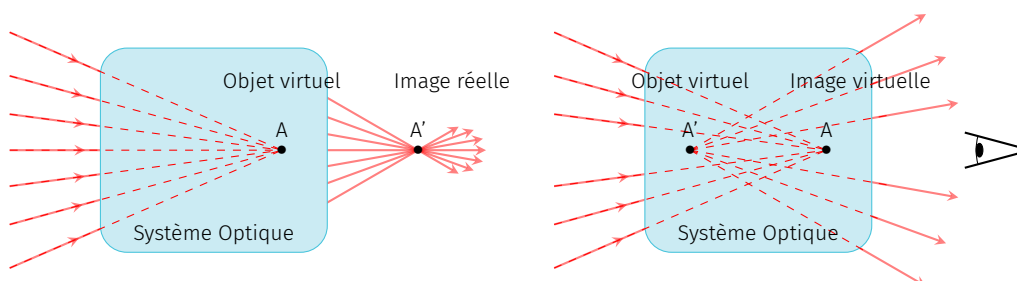 Objet virtuel
Image réelle
A
A'
Système Optique
Objet virtuel
Image virtuelle
A'
A
Système Optique